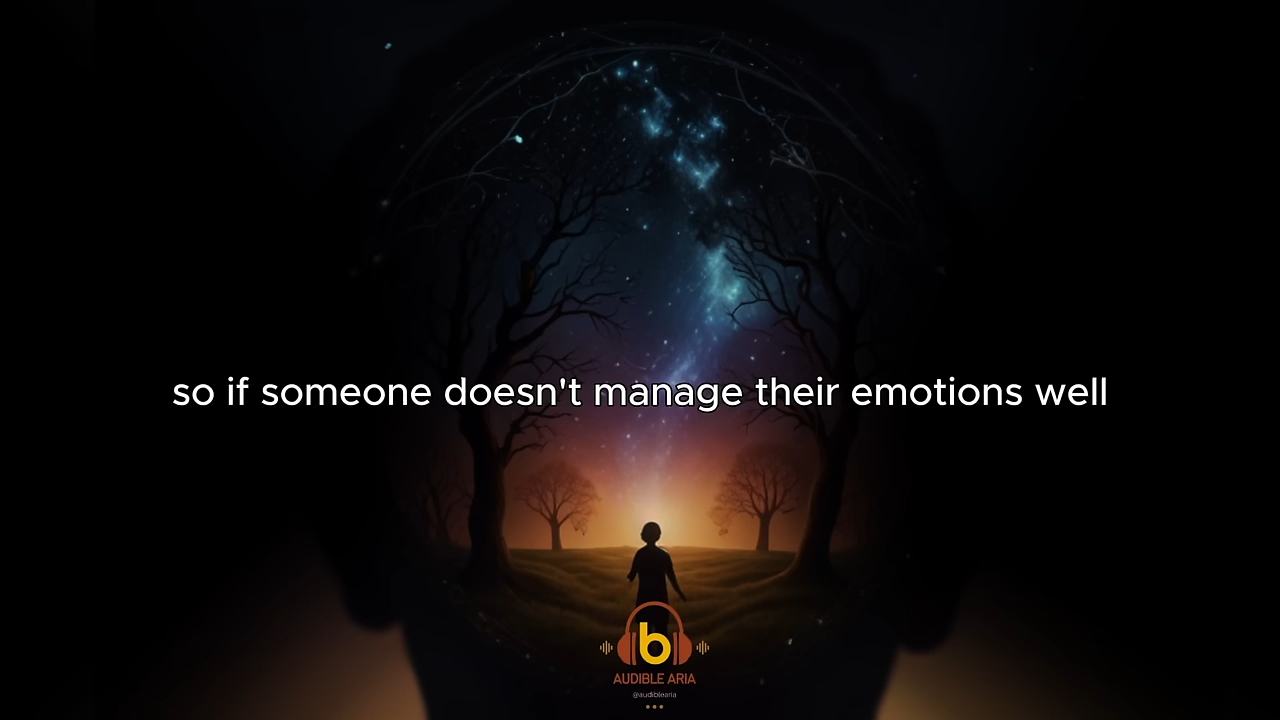 so if someone doesn't manage their emotions well
b
AUDIBLE ARIA
@audiblearia